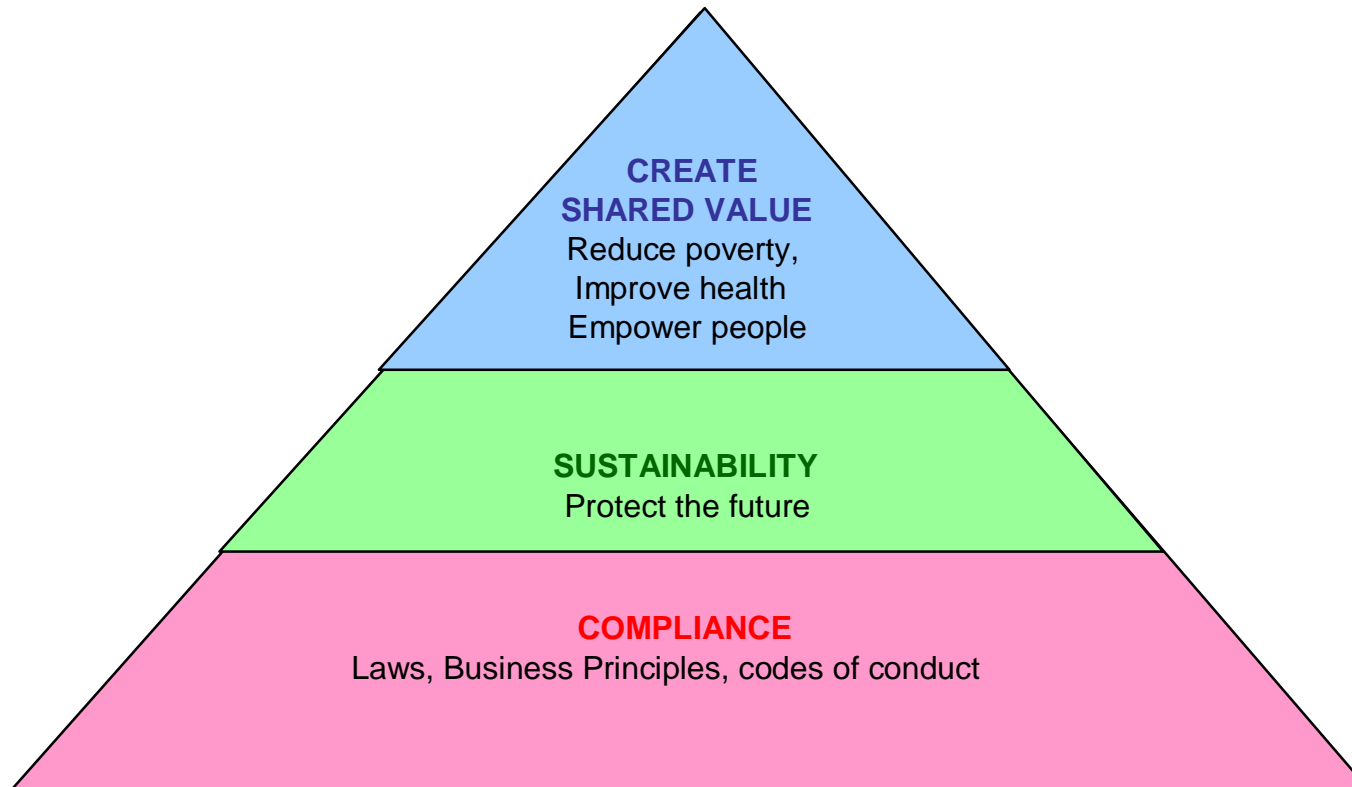 CREATE
SHARED VALUE
Reduce poverty,
Improve health
Empower people
SUSTAINABILITY
Protect the future
COMPLIANCE
Laws, Business Principles, codes of conduct